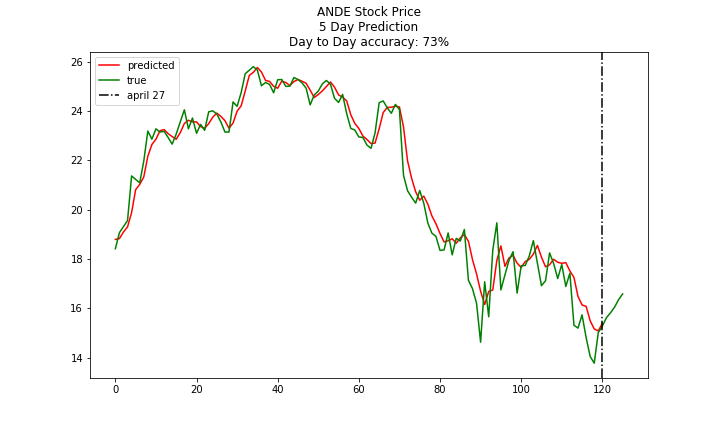 ANDE Stock Price
5 Day Prediction
Day to Day accuracy: 73%
predicted
true
april 27
26
24
22
20
18
16
14
0
20
40
60
80
100
120